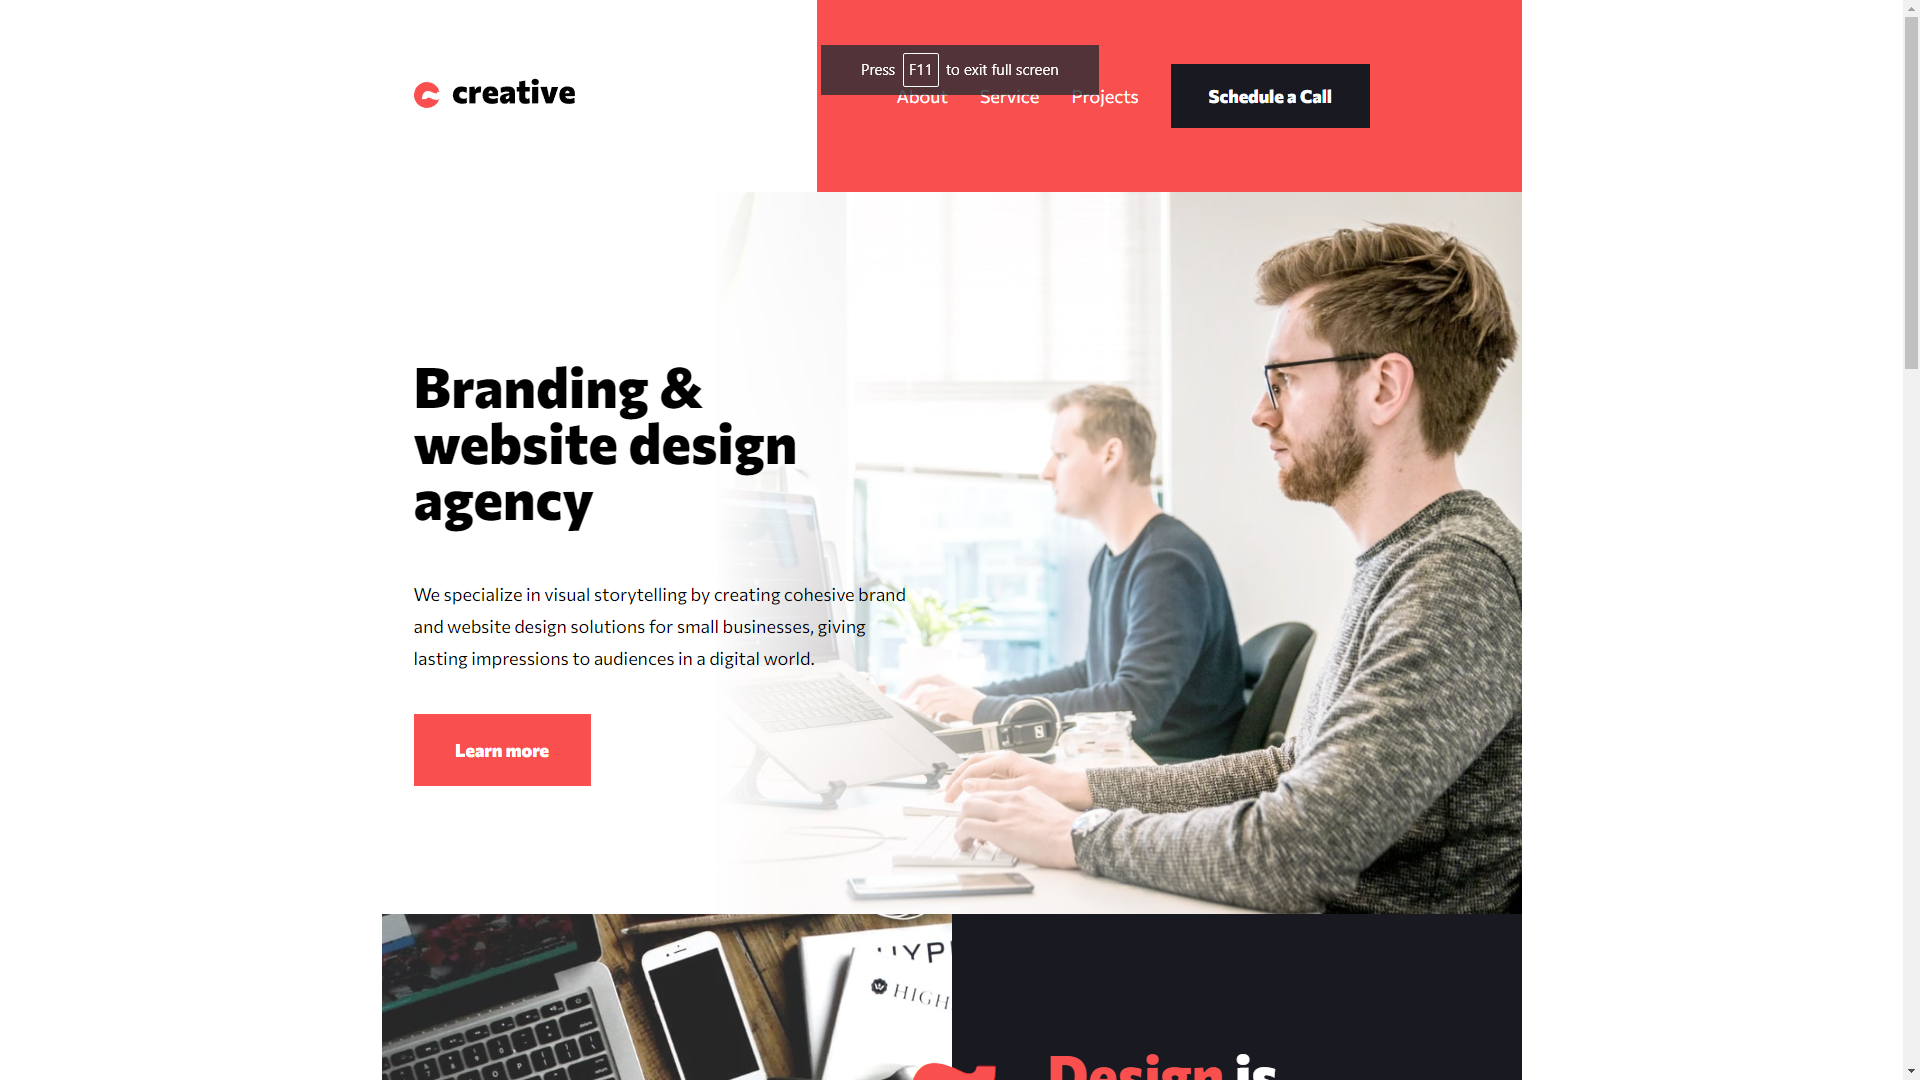 creative
Press F11 to exit full screen
About Service Projects Schedule a Call
Branding &
website design
agency
We specialize in visual storytelling by creating cohesive brand
and website design solutions for small businesses, giving
lasting impressions to audiences in a digital world.
Learn more
HIGH
Design is